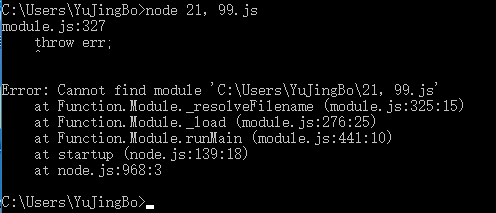 C:\Users\YuJingBo>node 21, 99.js
module.js:327
    throw err;
    ^

Error: Cannot find module 'C:\Users\YuJingBo\21, 99.js'
    at Function.Module._resolveFilename (module.js:325:15)
    at Function.Module._load (module.js:276:25)
    at Function.Module.runMain (module.js:441:10)
    at startup (node.js:139:18)
    at node.js:968:3

C:\Users\YuJingBo>